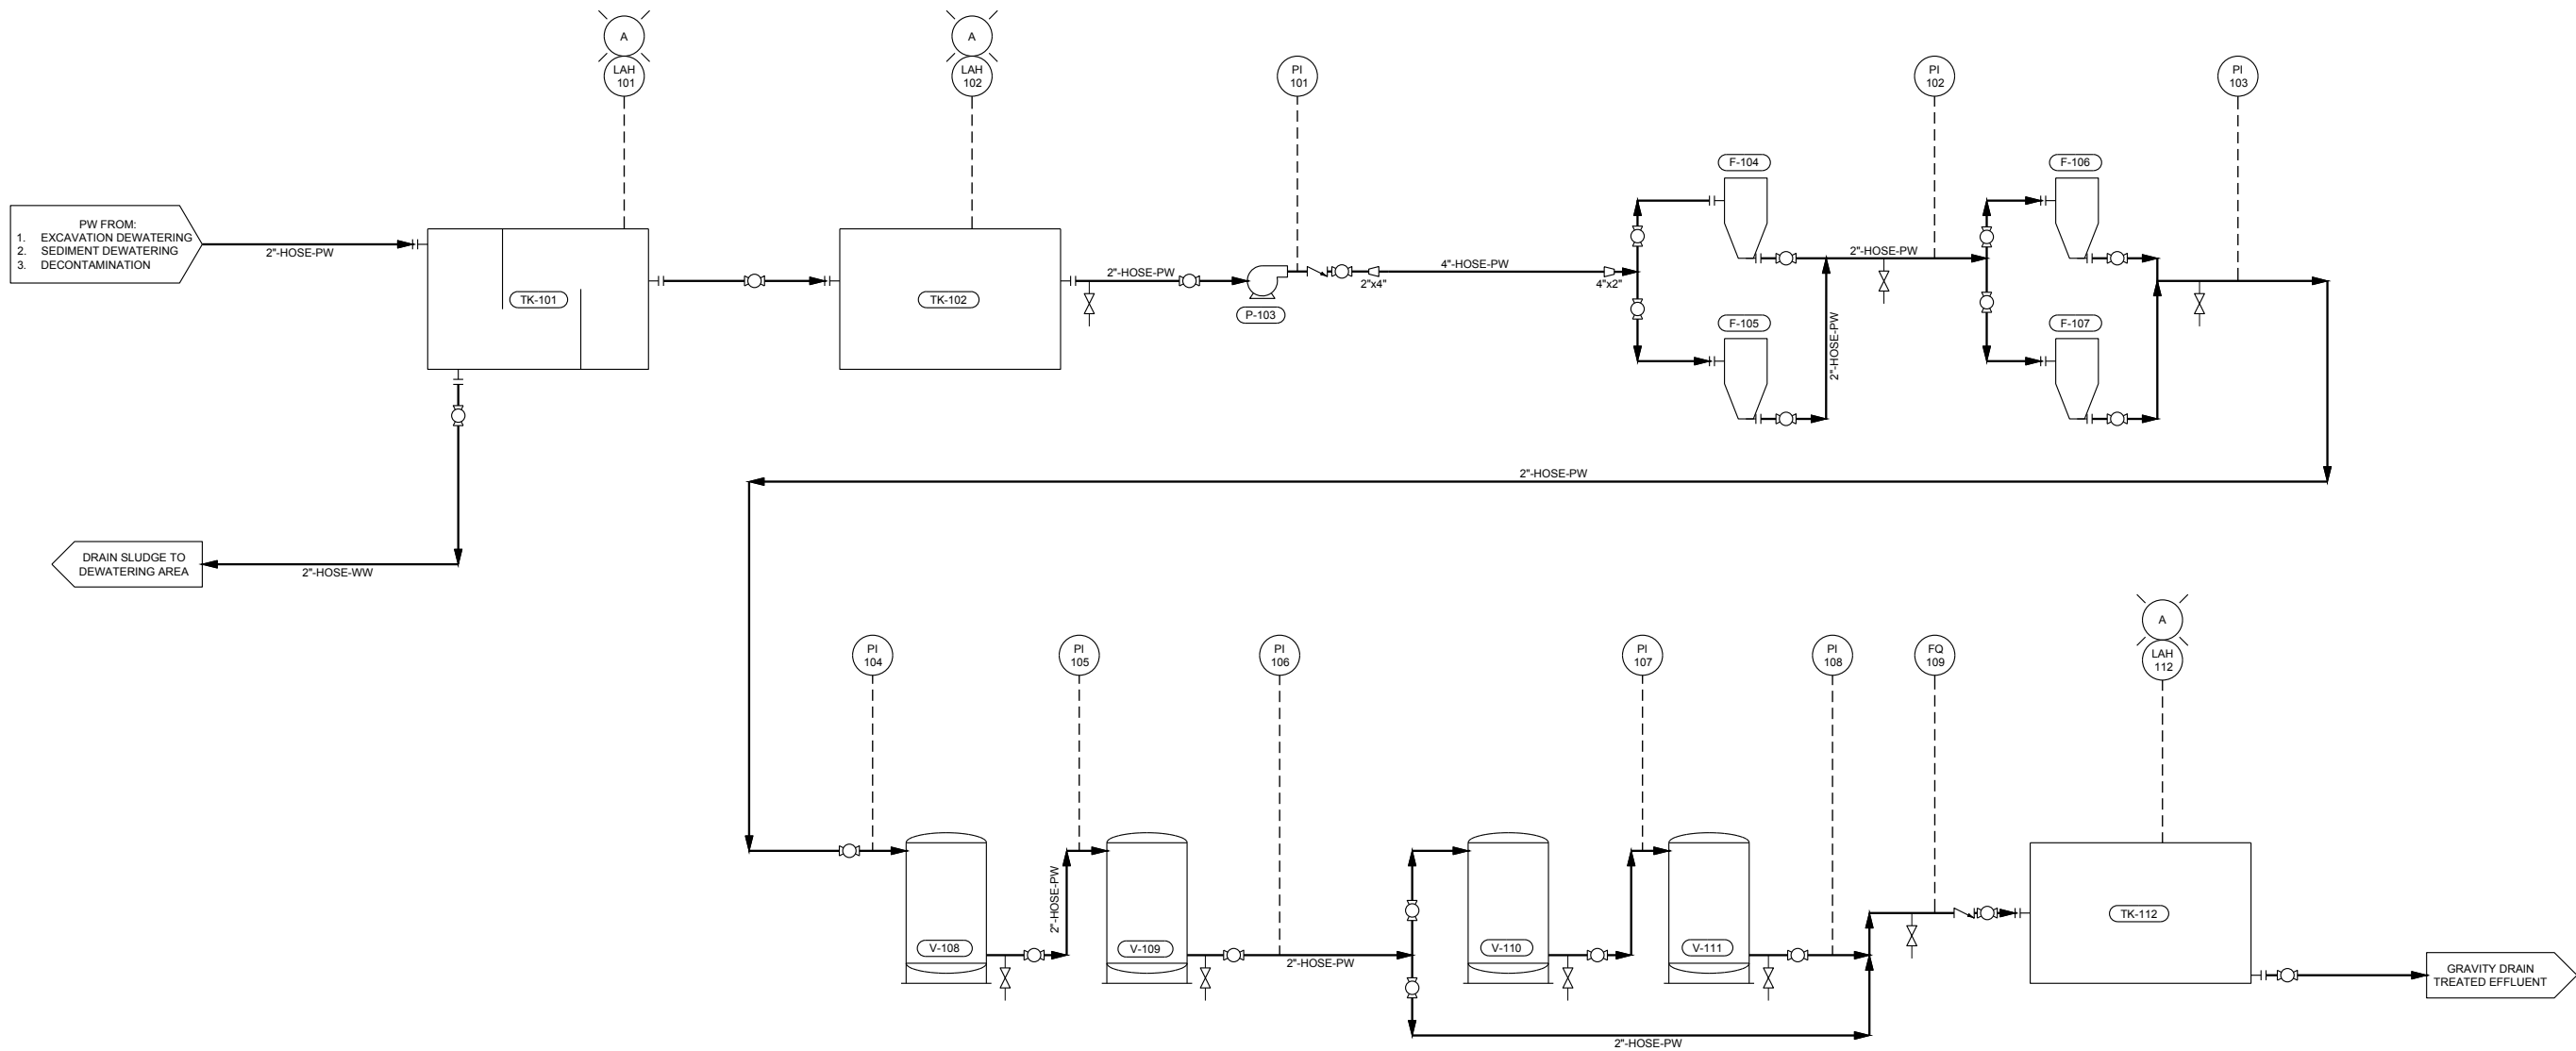 A
LAH
101
A
LAH
102
PI
101
PI
102
PI
103
F-104
F-106
PW FROM:
1. EXCAVATION DEWATERING
2. SEDIMENT DEWATERING
3. DECONTAMINATION
2"-HOSE-PW
TK-101
TK-102
2"-HOSE-PW
P-103
2"x4"
4"-HOSE-PW
4"x2"
2"-HOSE-PW
F-105
2"-HOSE-PW
F-107
2"-HOSE-PW
DRAIN SLUDGE TO
DEWATERING AREA
2"-HOSE-WW
PI
104
PI
105
PI
106
PI
107
PI
108
FQ
109
A
LAH
112
V-108
2"-HOSE-PW
V-109
2"-HOSE-PW
V-110
V-111
2"-HOSE-PW
TK-112
GRAVITY DRAIN
TREATED EFFLUENT